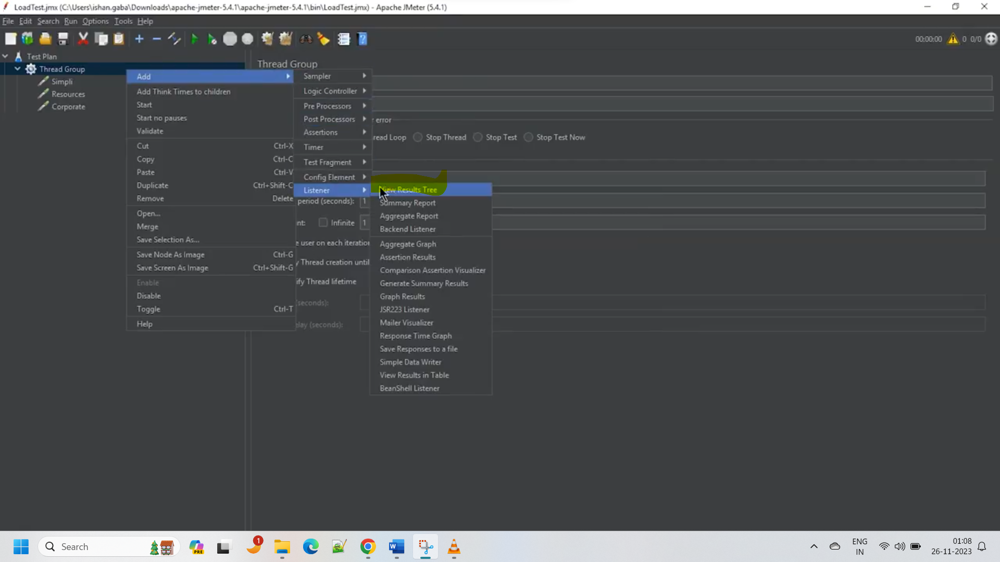 LoadTest.jmx (C:\Users\ishan.gaba\Downloads\apache-jmeter-5.4.1\apache-jmeter-5.4.1\bin\LoadTest.jmx) - Apache JMeter (5.4.1)
File Edit Search Run Options Tools Help
00:00:00 0 0/0
Test Plan
Thread Group
Simpli
Resources
Corporate
Thread Group
Add
Add Think Times to children
Start
Start no pauses
Validate
Cut Ctrl-X
Copy Ctrl-C
Paste Ctrl-V
Duplicate Ctrl+Shift-C
Remove Delete
Open...
Merge
Save Selection As...
Save Node As Image Ctrl-G
Save Screen As Image Ctrl+Shift-G
Enable
Disable
Toggle Ctrl-T
Help
Sampler
Logic Controller
Pre Processors
Post Processors
Assertions
Timer
Test Fragment
Config Element
Listener
View Results Tree
Summary Report
Aggregate Report
Backend Listener
Aggregate Graph
Assertion Results
Comparison Assertion Visualizer
Generate Summary Results
Graph Results
JSR223 Listener
Mailer Visualizer
Response Time Graph
Save Responses to a file
Simple Data Writer
View Results in Table
BeanShell Listener
r error
read Loop Stop Thread Stop Test Stop Test Now
period (seconds): 1
nt: Infinite 1
e user on each iteration
y Thread creation until
ify Thread lifetime
(seconds):
elay (seconds):
Search
PRE
1
ENG
IN
01:08
26-11-2023